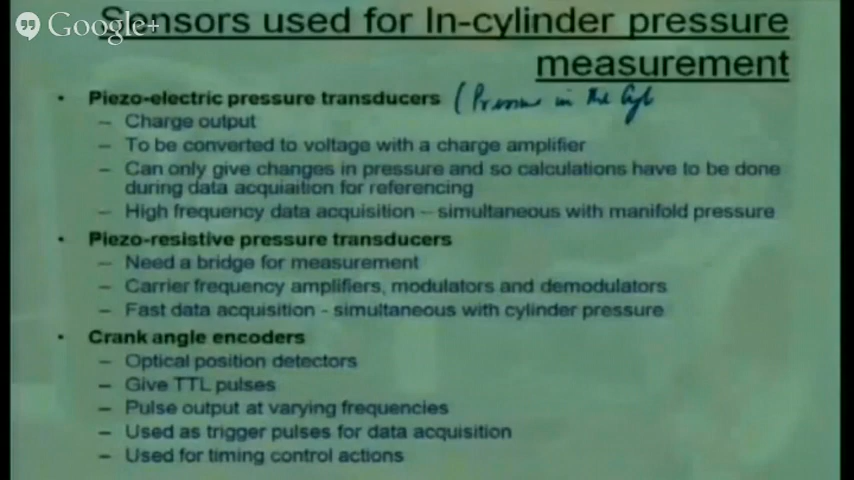 Google+
Sensors used for In-cylinder pressure
measurement
• Piezo-electric pressure transducers (Pressure in the Cyl
– Charge output
– To be converted to voltage with a charge amplifier
– Can only give changes in pressure and so calculations have to be done
during data acquiaition for referencing
– High frequency data acquisition – simultaneous with manifold pressure
• Piezo-resistive pressure transducers
– Need a bridge for measurement
– Carrier frequency amplifiers, modulators and demodulators
– Fast data acquisition - simultaneous with cylinder pressure
• Crank angle encoders
– Optical position detectors
– Give TTL pulses
– Pulse output at varying frequencies
– Used as trigger pulses for data acquisition
– Used for timing control actions